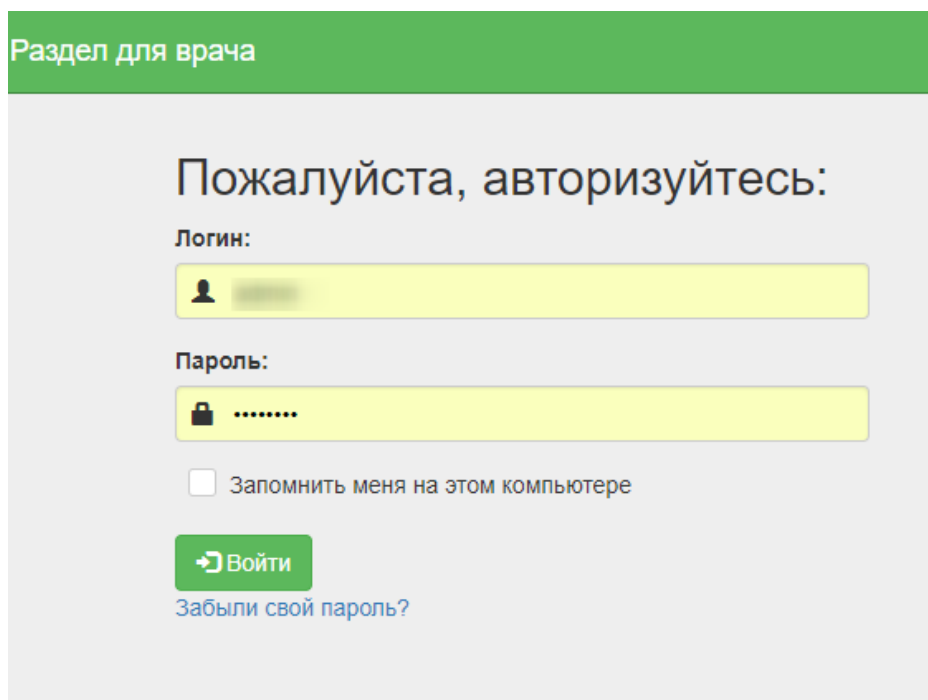 Раздел для врача
Пожалуйста, авторизуйтесь:
Логин:
Пароль:
••••••••
Запомнить меня на этом компьютере
Войти
Забыли свой пароль?